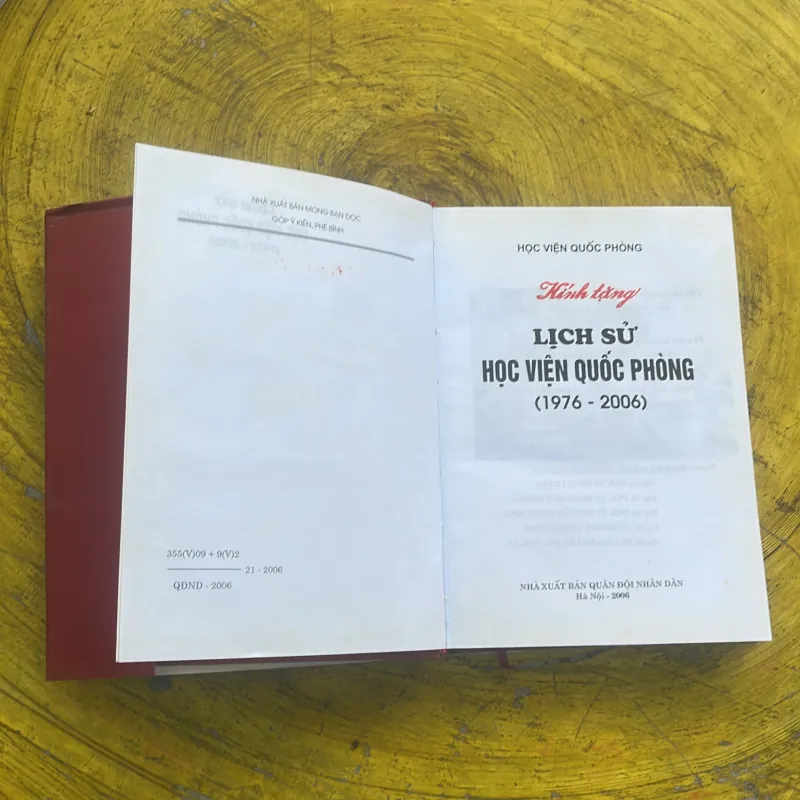 NHÀ XUẤT BẢN MONG BẠN ĐỌC
GÓP Ý KIẾN, PHÊ BÌNH
355(V)09 + 9(V)2
21 - 2006
QĐND - 2006
HỌC VIỆN QUỐC PHÒNG
Kính tặng
LỊCH SỬ
HỌC VIỆN QUỐC PHÒNG
(1976 - 2006)
NHÀ XUẤT BẢN QUÂN ĐỘI NHÂN DÂN
Hà Nội - 2006